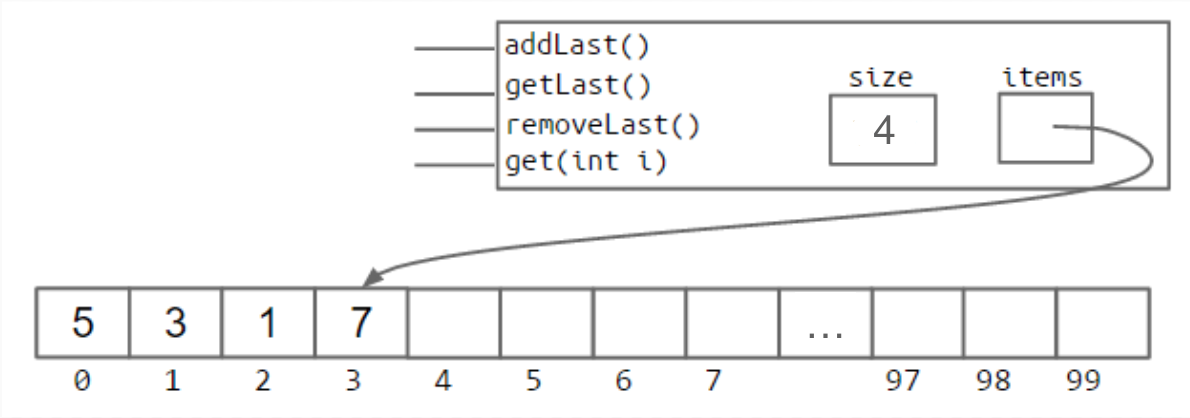 addLast()
getLast()
removeLast()
get(int i)
size
items
4
5 3 1 7 ...
0 1 2 3 4 5 6 7 97 98 99